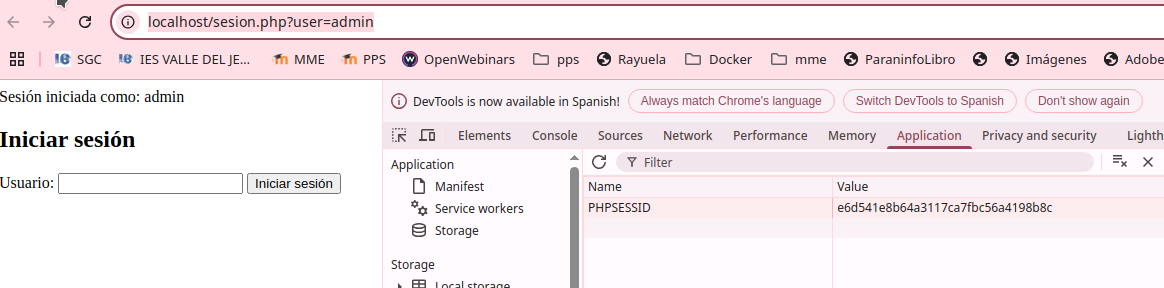 localhost/sesion.php?user=admin
SGC IES VALLE DEL JE... MME PPS OpenWebinars pps Rayuela Docker mme ParaninfoLibro Imágenes Adobe
Sesión iniciada como: admin
Iniciar sesión
Usuario: Iniciar sesión
DevTools is now available in Spanish! Always match Chrome's language Switch DevTools to Spanish Don't show again
Elements Console Sources Network Performance Memory Application Privacy and security Lighth
Application
Manifest
Service workers
Storage
Storage
Local storage
Filter
Name Value
PHPSESSID e6d541e8b64a3117ca7fbc56a4198b8c